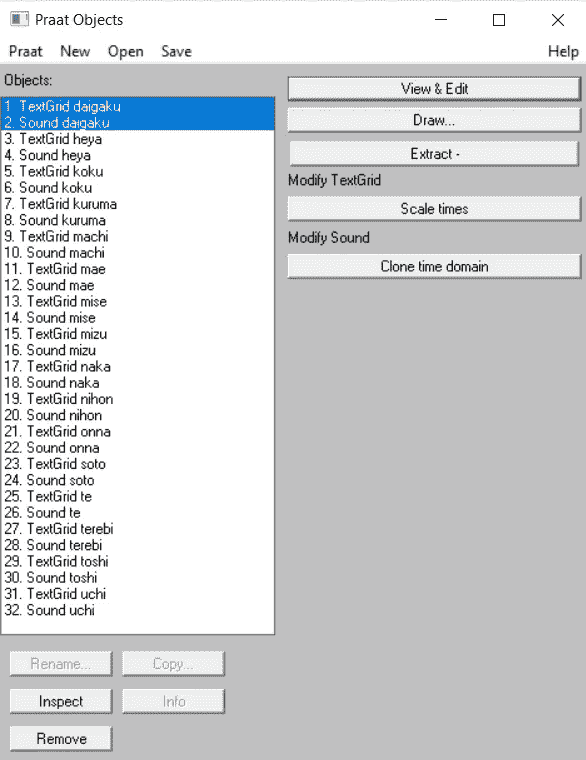 Praat Objects
Praat New Open Save Help
Objects:
1. TextGrid daigaku
2. Sound daigaku
3. TextGrid heya
4. Sound heya
5. TextGrid koku
6. Sound koku
7. TextGrid kuruma
8. Sound kuruma
9. TextGrid machi
10. Sound machi
11. TextGrid mae
12. Sound mae
13. TextGrid mise
14. Sound mise
15. TextGrid mizu
16. Sound mizu
17. TextGrid naka
18. Sound naka
19. TextGrid nihon
20. Sound nihon
21. TextGrid onna
22. Sound onna
23. TextGrid soto
24. Sound soto
25. TextGrid te
26. Sound te
27. TextGrid terebi
28. Sound terebi
29. TextGrid toshi
30. Sound toshi
31. TextGrid uchi
32. Sound uchi
View & Edit
Draw...
Extract -
Modify TextGrid
Scale times
Modify Sound
Clone time domain
Rename... Copy...
Inspect Info
Remove